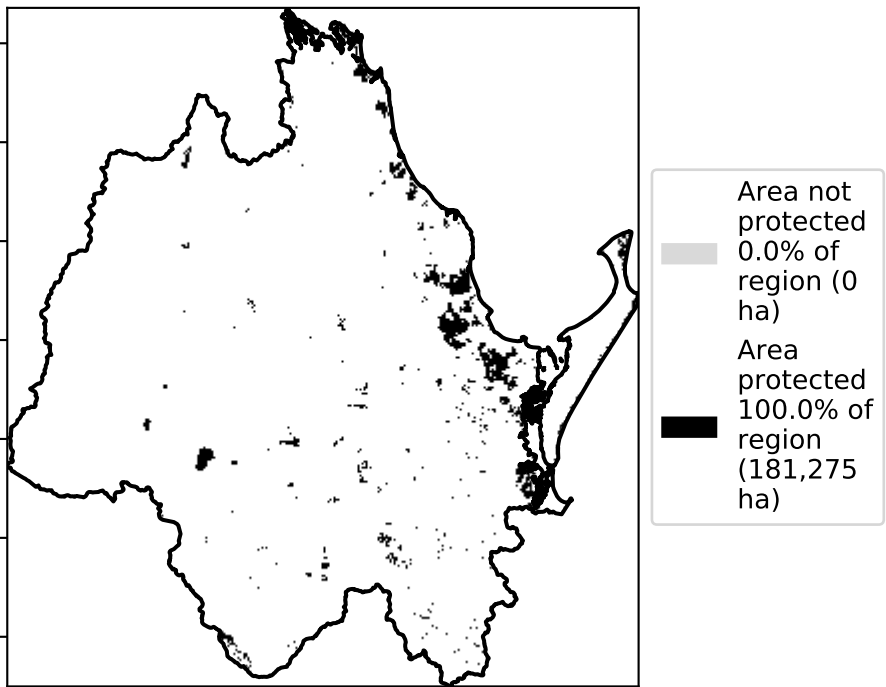 Area not
protected
0.0% of
region (0
ha)
Area
protected
100.0% of
region
(181,275
ha)